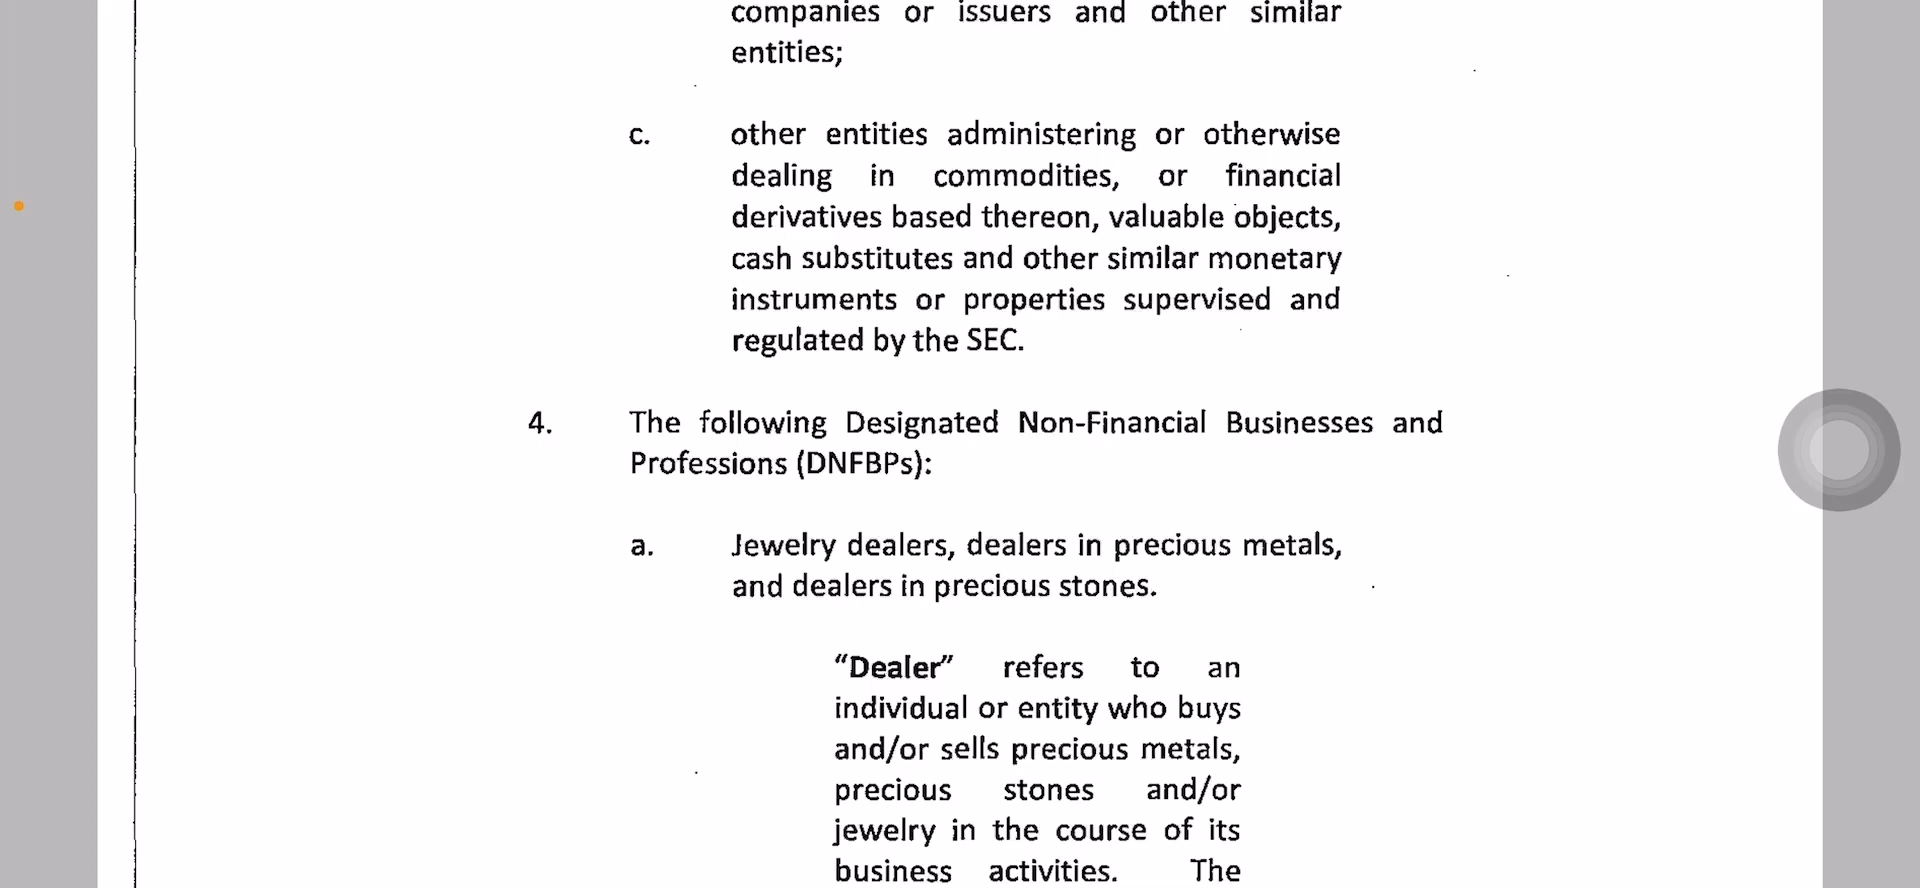 companies or issuers and other similar
entities;
c. other entities administering or otherwise
dealing in commodities, or financial
derivatives based thereon, valuable objects,
cash substitutes and other similar monetary
instruments or properties supervised and
regulated by the SEC.
4. The following Designated Non-Financial Businesses and
Professions (DNFBPs):
a. Jewelry dealers, dealers in precious metals,
and dealers in precious stones.
“Dealer” refers to an
individual or entity who buys
and/or sells precious metals,
precious stones and/or
jewelry in the course of its
business activities. The